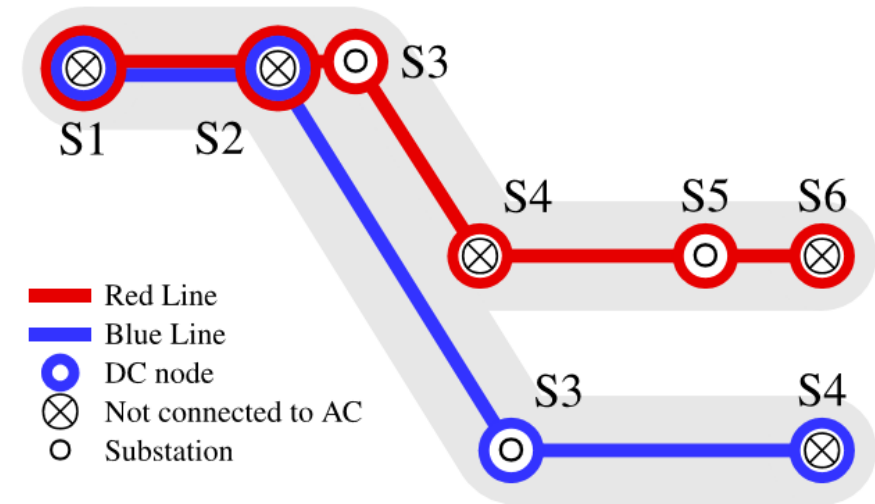 S3
S1
S2
S4
S5
S6
Red Line
Blue Line
DC node
Not connected to AC
Substation
S3
S4